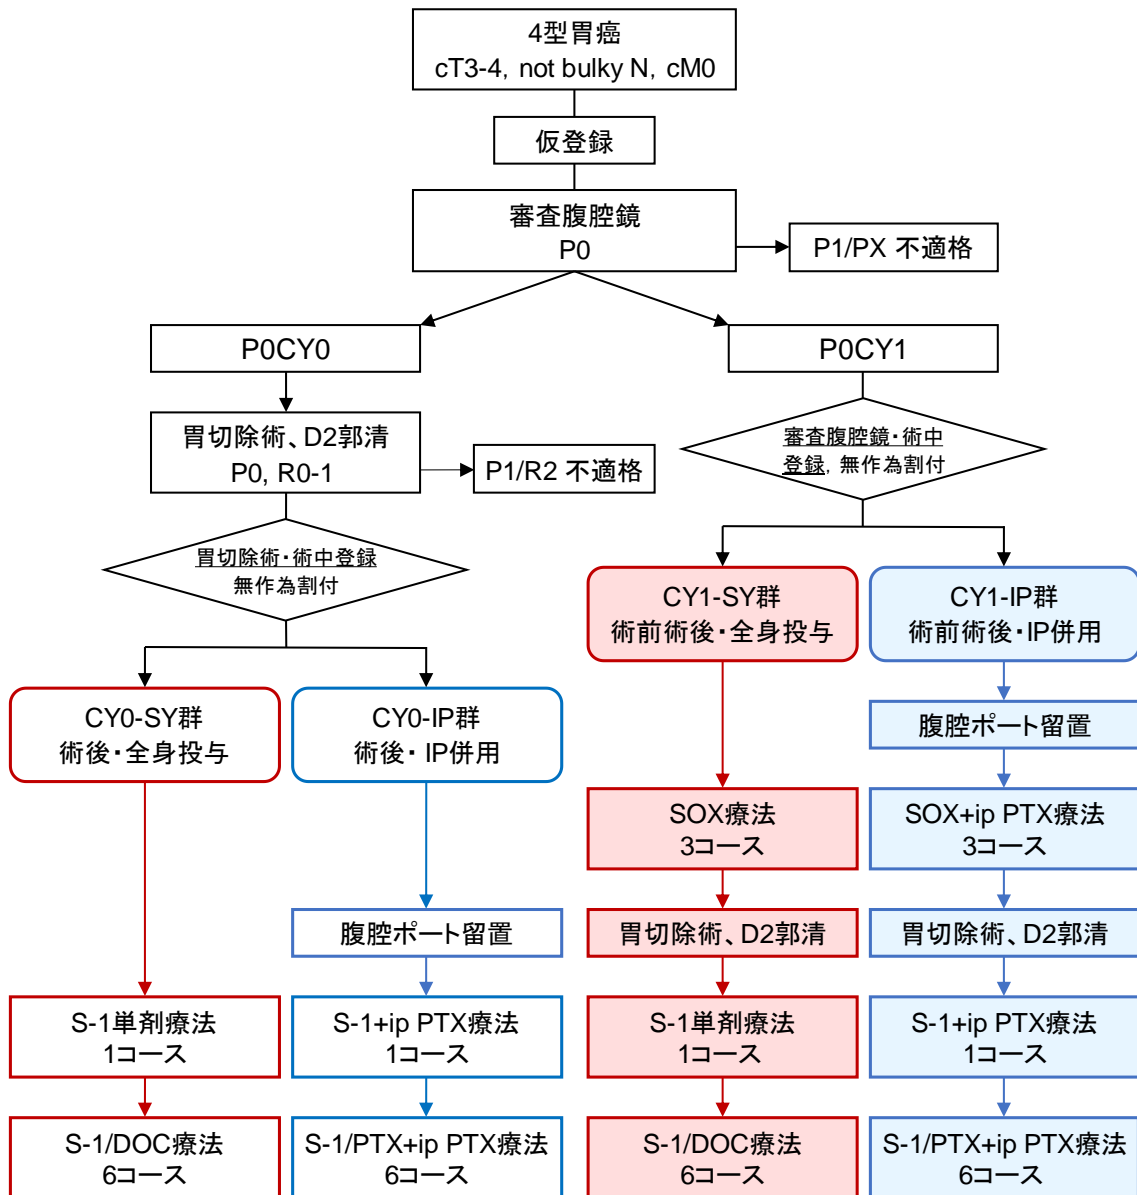 4型胃癌
cT3-4, not bulky N, cM0
仮登録
審査腹腔鏡
P0
P1/PX 不適格
P0CY0
P0CY1
胃切除術、D2郭清
P0, R0-1
P1/R2 不適格
審査腹腔鏡・術中
登録, 無作為割付
胃切除術・術中登録
無作為割付
CY1-SY群
術前術後・全身投与
CY1-IP群
術前術後・IP併用
CY0-SY群
術後・全身投与
CY0-IP群
術後・ IP併用
腹腔ポート留置
SOX療法
3コース
SOX+ip PTX療法
3コース
腹腔ポート留置
胃切除術、D2郭清
胃切除術、D2郭清
S-1単剤療法
1コース
S-1+ip PTX療法
1コース
S-1単剤療法
1コース
S-1+ip PTX療法
1コース
S-1/DOC療法
6コース
S-1/PTX+ip PTX療法
6コース
S-1/DOC療法
6コース
S-1/PTX+ip PTX療法
6コース